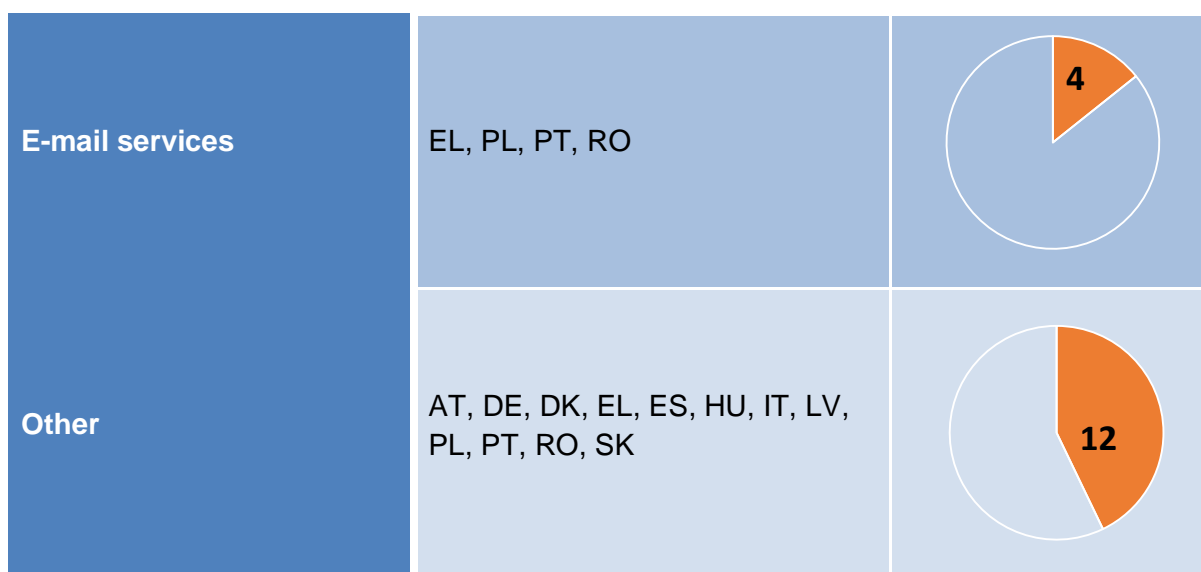 E-mail services
EL, PL, PT, RO
4
Other
AT, DE, DK, EL, ES, HU, IT, LV,
PL, PT, RO, SK
12